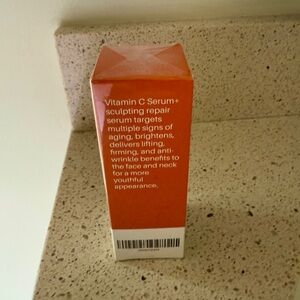 Vitamin C Serum+
sculpting repair
serum targets
multiple signs of
aging, brightens,
delivers lifting,
firming, and anti-
wrinkle benefits to
the face and neck
for a more
youthful
appearance.